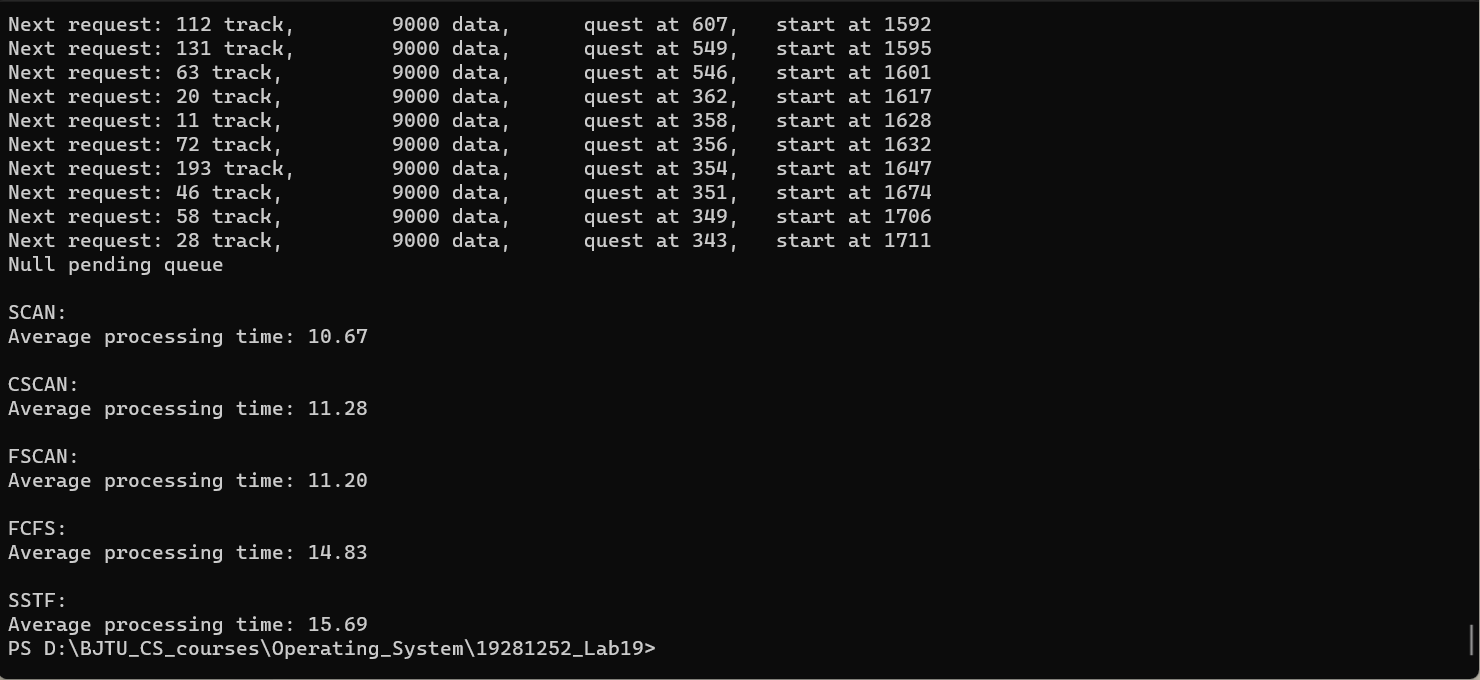 Next request: 112 track,        9000 data,      quest at 607,   start at 1592
Next request: 131 track,        9000 data,      quest at 549,   start at 1595
Next request: 63 track,         9000 data,      quest at 546,   start at 1601
Next request: 20 track,         9000 data,      quest at 362,   start at 1617
Next request: 11 track,         9000 data,      quest at 358,   start at 1628
Next request: 72 track,         9000 data,      quest at 356,   start at 1632
Next request: 193 track,        9000 data,      quest at 354,   start at 1647
Next request: 46 track,         9000 data,      quest at 351,   start at 1674
Next request: 58 track,         9000 data,      quest at 349,   start at 1706
Next request: 28 track,         9000 data,      quest at 343,   start at 1711
Null pending queue

SCAN:
Average processing time: 10.67

CSCAN:
Average processing time: 11.28

FSCAN:
Average processing time: 11.20

FCFS:
Average processing time: 14.83

SSTF:
Average processing time: 15.69
PS D:\BJTU_CS_courses\Operating_System\19281252_Lab19>